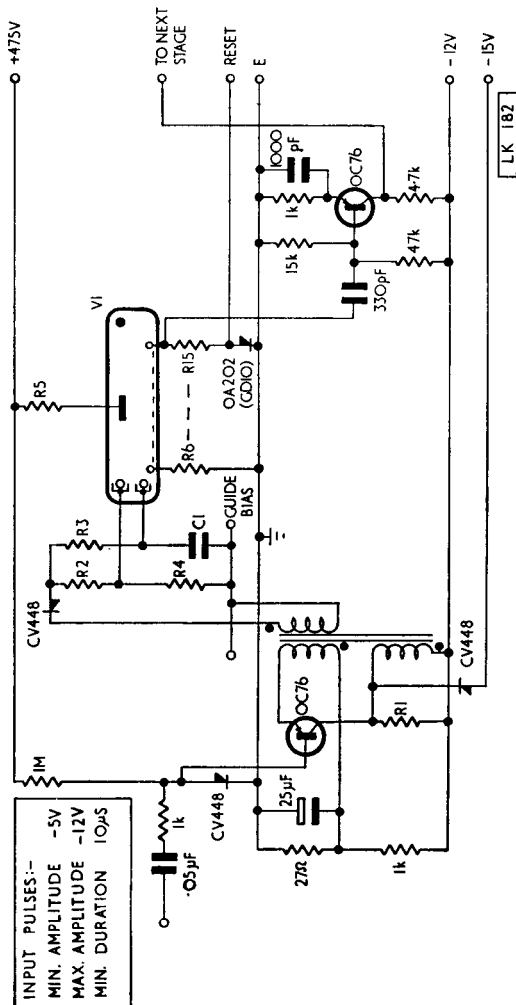 INPUT PULSES:-
MIN. AMPLITUDE -5V
MAX. AMPLITUDE -12V
MIN. DURATION 10µS
+475V
TO NEXT STAGE
RESET
E
-12V
-15V
LK 182
1M
1k
.05µF
CV448
25µF
27Ω
1k
OC76
R1
CV448
CV448
R2
R3
R4
C1
GUIDE BIAS
R5
V1
R6
R15
OA202
(GD10)
330pF
15k
1k
1000 pF
OC76
47k
4·7k